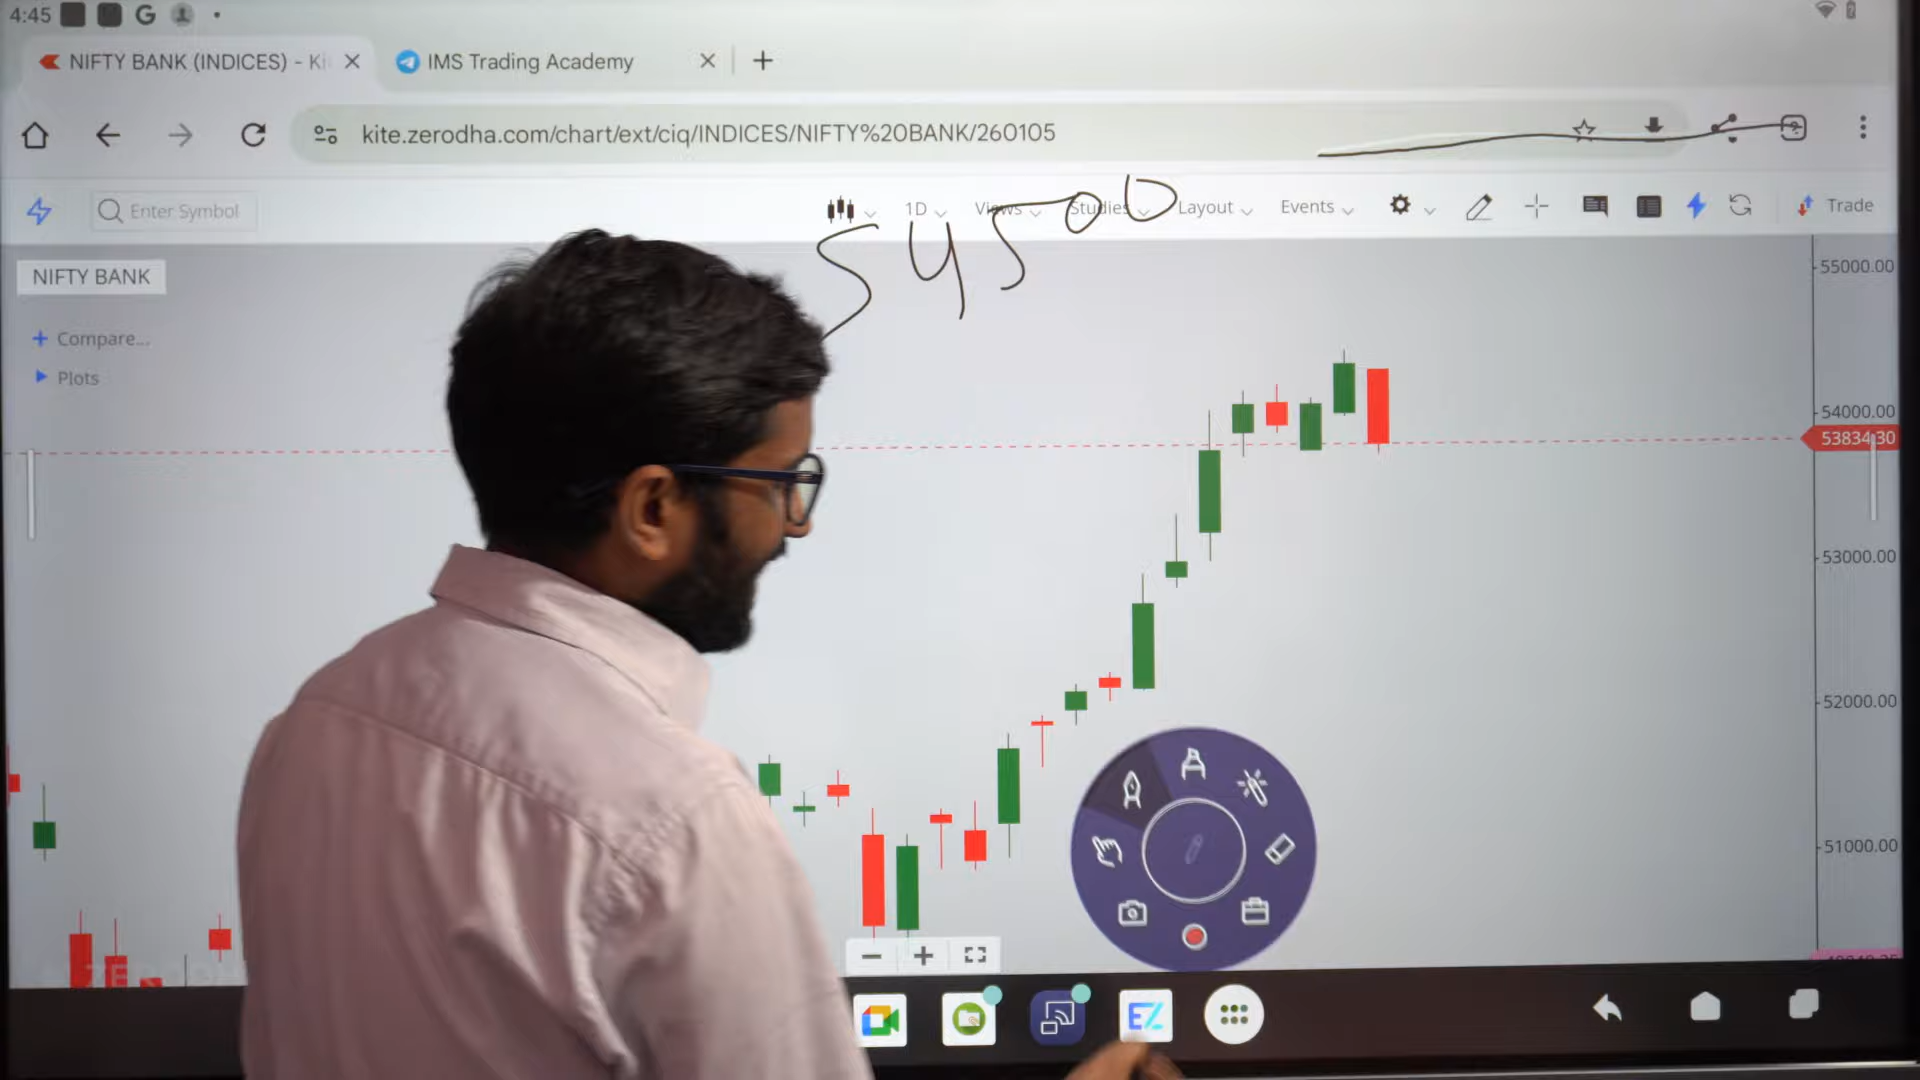 4:45 G
NIFTY BANK (INDICES) - Ki
IMS Trading Academy
kite.zerodha.com/chart/ext/ciq/INDICES/NIFTY%20BANK/260105
Enter Symbol
1D
Views
Studies
Layout
Events
Trade
54500
NIFTY BANK
Compare...
Plots
55000.00
54000.00
53834.30
53000.00
52000.00
51000.00
EZ